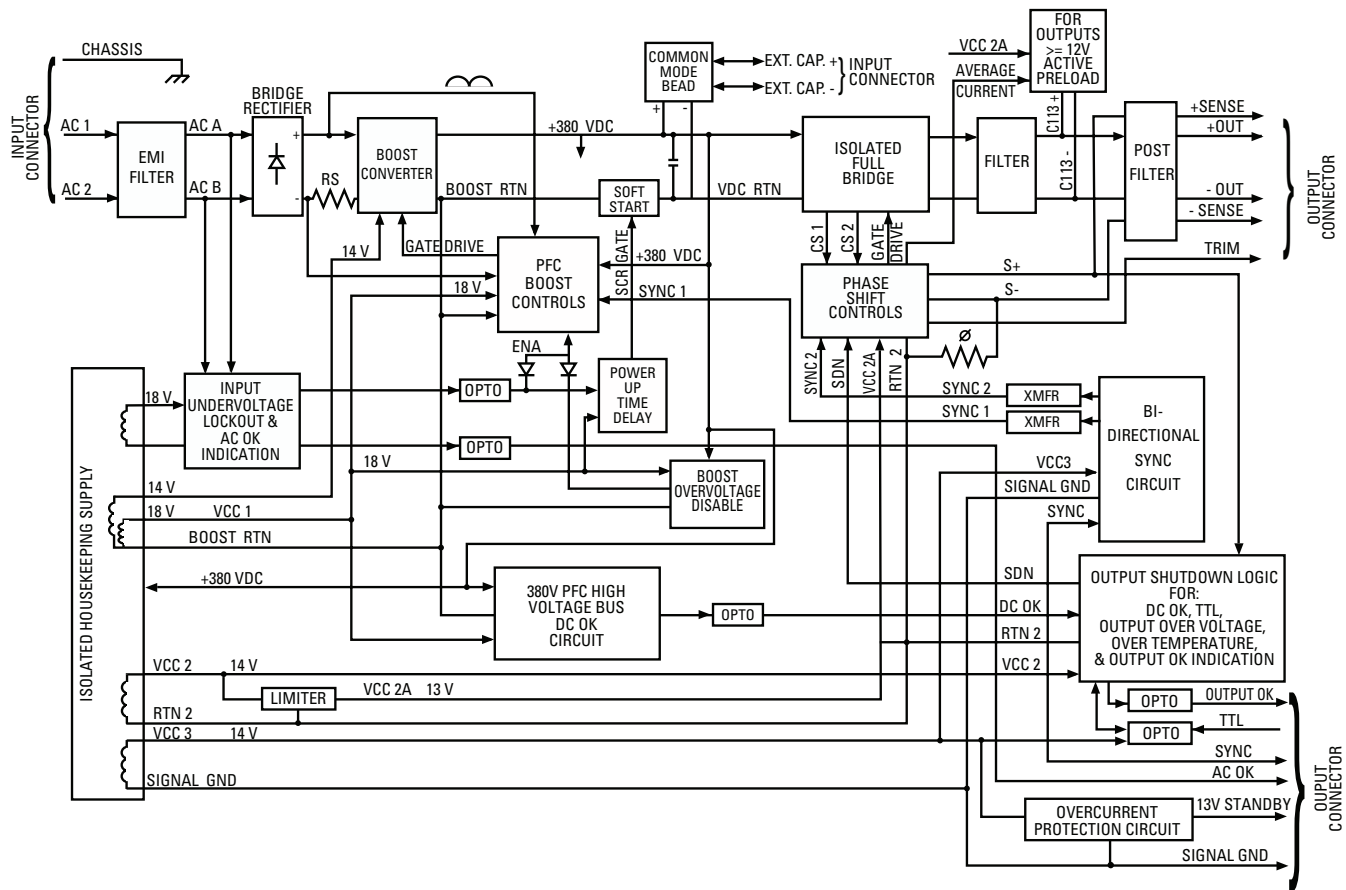 CHASSIS
INPUT
CONNECTOR
AC 1
AC 2
EMI
FILTER
AC A
AC B
BRIDGE
RECTIFIER
+
-
RS
BOOST
CONVERTER
+380 VDC
BOOST RTN
SOFT
START
VDC RTN
COMMON
MODE
BEAD
+
-
EXT. CAP. +
EXT. CAP. -
INPUT
CONNECTOR
ISOLATED
FULL
BRIDGE
FILTER
VCC 2A
AVERAGE
CURRENT
FOR
OUTPUTS
>= 12V
ACTIVE
PRELOAD
C113 +
C113 -
POST
FILTER
+SENSE
+OUT
- OUT
- SENSE
TRIM
OUTPUT
CONNECTOR
14 V
GATE DRIVE
18 V
PFC
BOOST
CONTROLS
SCR GATE
+380 VDC
SYNC 1
ENA
CS 1
CS 2
GATE
DRIVE
PHASE
SHIFT
CONTROLS
S+
S-
Ø
SYNC 2
SDN
VCC 2A
RTN 2
ISOLATED HOUSEKEEPING SUPPLY
18 V
INPUT
UNDERVOLTAGE
LOCKOUT &
AC OK
INDICATION
OPTO
OPTO
POWER
UP
TIME
DELAY
18 V
BOOST
OVERVOLTAGE
DISABLE
SYNC 2
SYNC 1
XMFR
XMFR
BI-
DIRECTIONAL
SYNC
CIRCUIT
VCC3
SIGNAL GND
SYNC
14 V
18 V
VCC 1
BOOST RTN
+380 VDC
380V PFC HIGH
VOLTAGE BUS
DC OK
CIRCUIT
OPTO
SDN
DC OK
RTN 2
VCC 2
OUTPUT SHUTDOWN LOGIC
FOR:
DC OK, TTL,
OUTPUT OVER VOLTAGE,
OVER TEMPERATURE,
& OUTPUT OK INDICATION
VCC 2
14 V
LIMITER
VCC 2A 13 V
RTN 2
VCC 3
14 V
SIGNAL GND
OPTO
OUTPUT OK
OPTO
TTL
SYNC
AC OK
OVERCURRENT
PROTECTION CIRCUIT
13V STANDBY
SIGNAL GND
OUPUT
CONNECTOR